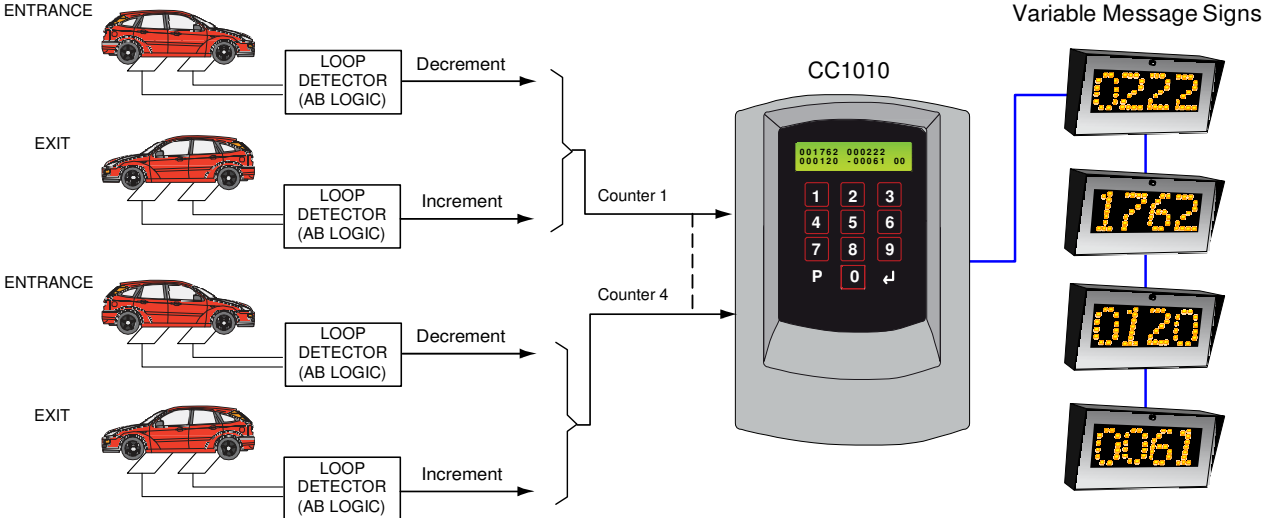 ENTRANCE
LOOP
DETECTOR
(AB LOGIC)
Decrement
EXIT
LOOP
DETECTOR
(AB LOGIC)
Increment
Counter 1
ENTRANCE
LOOP
DETECTOR
(AB LOGIC)
Decrement
Counter 4
EXIT
LOOP
DETECTOR
(AB LOGIC)
Increment
CC1010
001762 000222
000120 -00061 00
1 2 3
4 5 6
7 8 9
P 0 ↵
Variable Message Signs
0222
1762
0120
0061